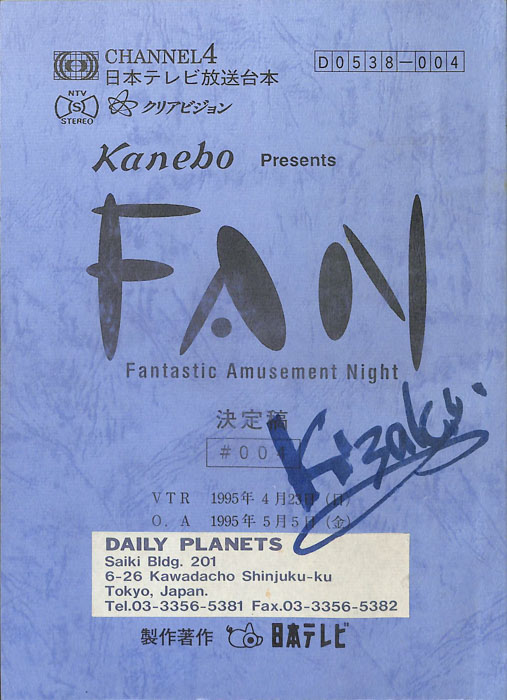 CHANNEL4
日本テレビ放送台本
D0538-004
NTV
(S)
STEREO
クリアビジョン
Kanebo Presents
FAN
Fantastic Amusement Night
決定稿
#004
Kizaku
VTR 1995年4月23日(日)
O.A 1995年5月5日(金)
DAILY PLANETS
Saiki Bldg. 201
6-26 Kawadacho Shinjuku-ku
Tokyo, Japan.
Tel.03-3356-5381 Fax.03-3356-5382
製作著作 日本テレビ